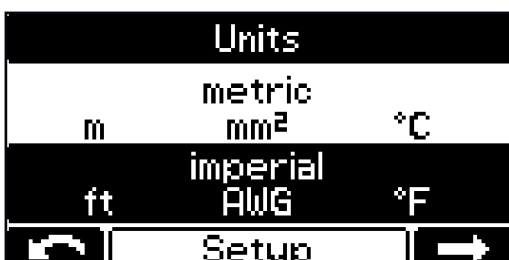 Units
metric
m mm² °C
imperial
ft AWG °F
Setup